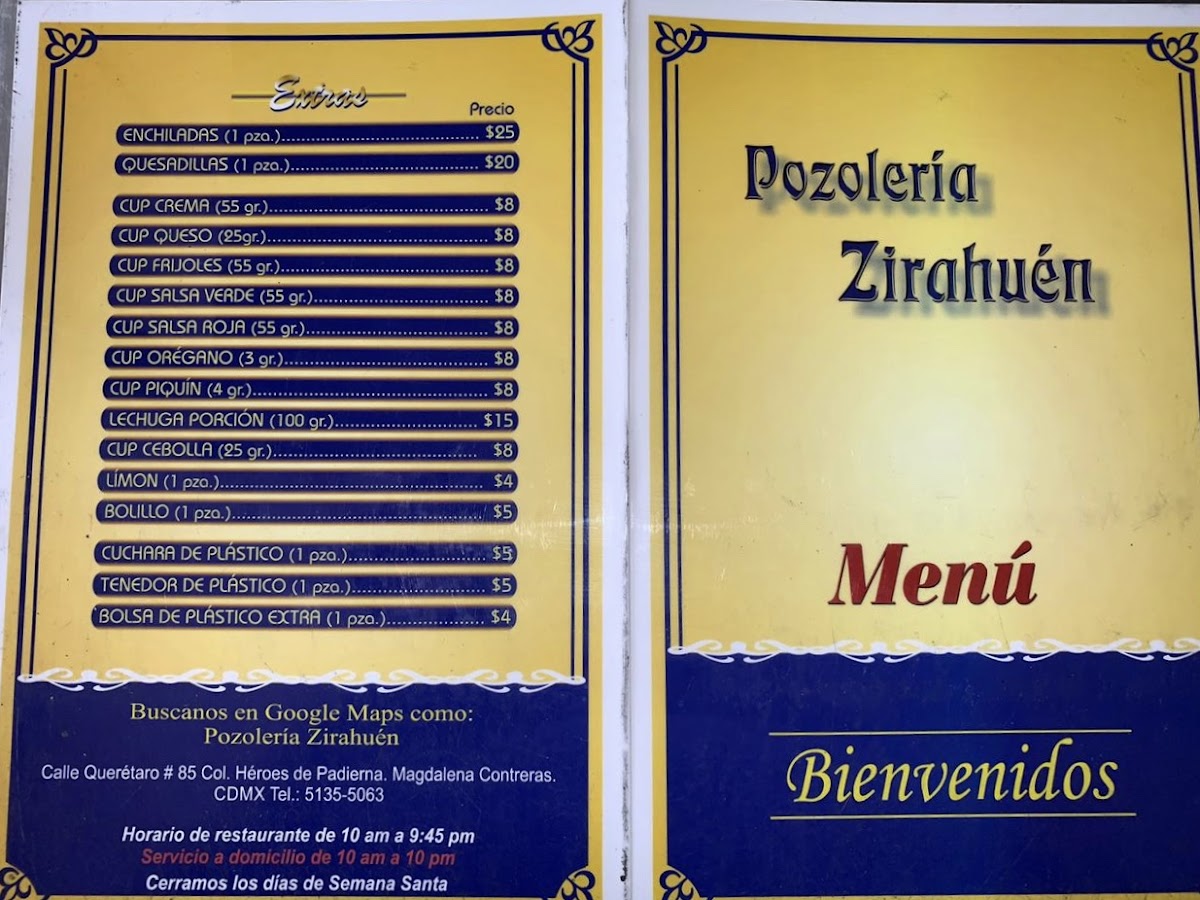 Extras
Precio
ENCHILADAS (1 pza.)................................................ $25
QUESADILLAS (1 pza.)............................................. $20
CUP CREMA (55 gr.)..................................................... $8
CUP QUESO (25gr.)..................................................... $8
CUP FRIJOLES (55 gr.).................................................. $8
CUP SALSA VERDE (55 gr.).......................................... $8
CUP SALSA ROJA (55 gr.)............................................ $8
CUP ORÉGANO (3 gr.)................................................. $8
CUP PIQUÍN (4 gr.)........................................................ $8
LECHUGA PORCIÓN (100 gr.)................................... $15
CUP CEBOLLA (25 gr.)................................................. $8
LÍMON (1 pza.)................................................................ $4
BOLILLO (1 pza.)............................................................. $5
CUCHARA DE PLÁSTICO (1 pza.)................................. $5
TENEDOR DE PLÁSTICO (1 pza.)................................. $5
BOLSA DE PLÁSTICO EXTRA (1 pza.)........................ $4
Buscanos en Google Maps como:
Pozolería Zirahuén
Calle Querétaro # 85 Col. Héroes de Padierna. Magdalena Contreras.
CDMX Tel.: 5135-5063
Horario de restaurante de 10 am a 9:45 pm
Servicio a domicilio de 10 am a 10 pm
Cerramos los días de Semana Santa
Pozolería
Zirahuén
Menú
Bienvenidos